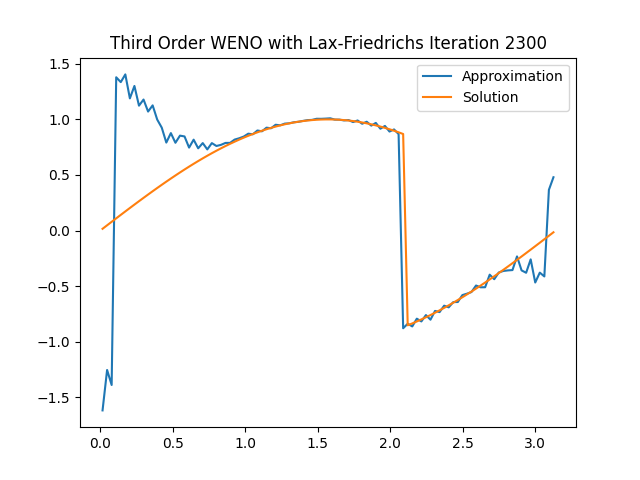 Third Order WENO with Lax-Friedrichs Iteration 2300
Approximation
Solution
1.5
1.0
0.5
0.0
−0.5
−1.0
−1.5
0.0 0.5 1.0 1.5 2.0 2.5 3.0